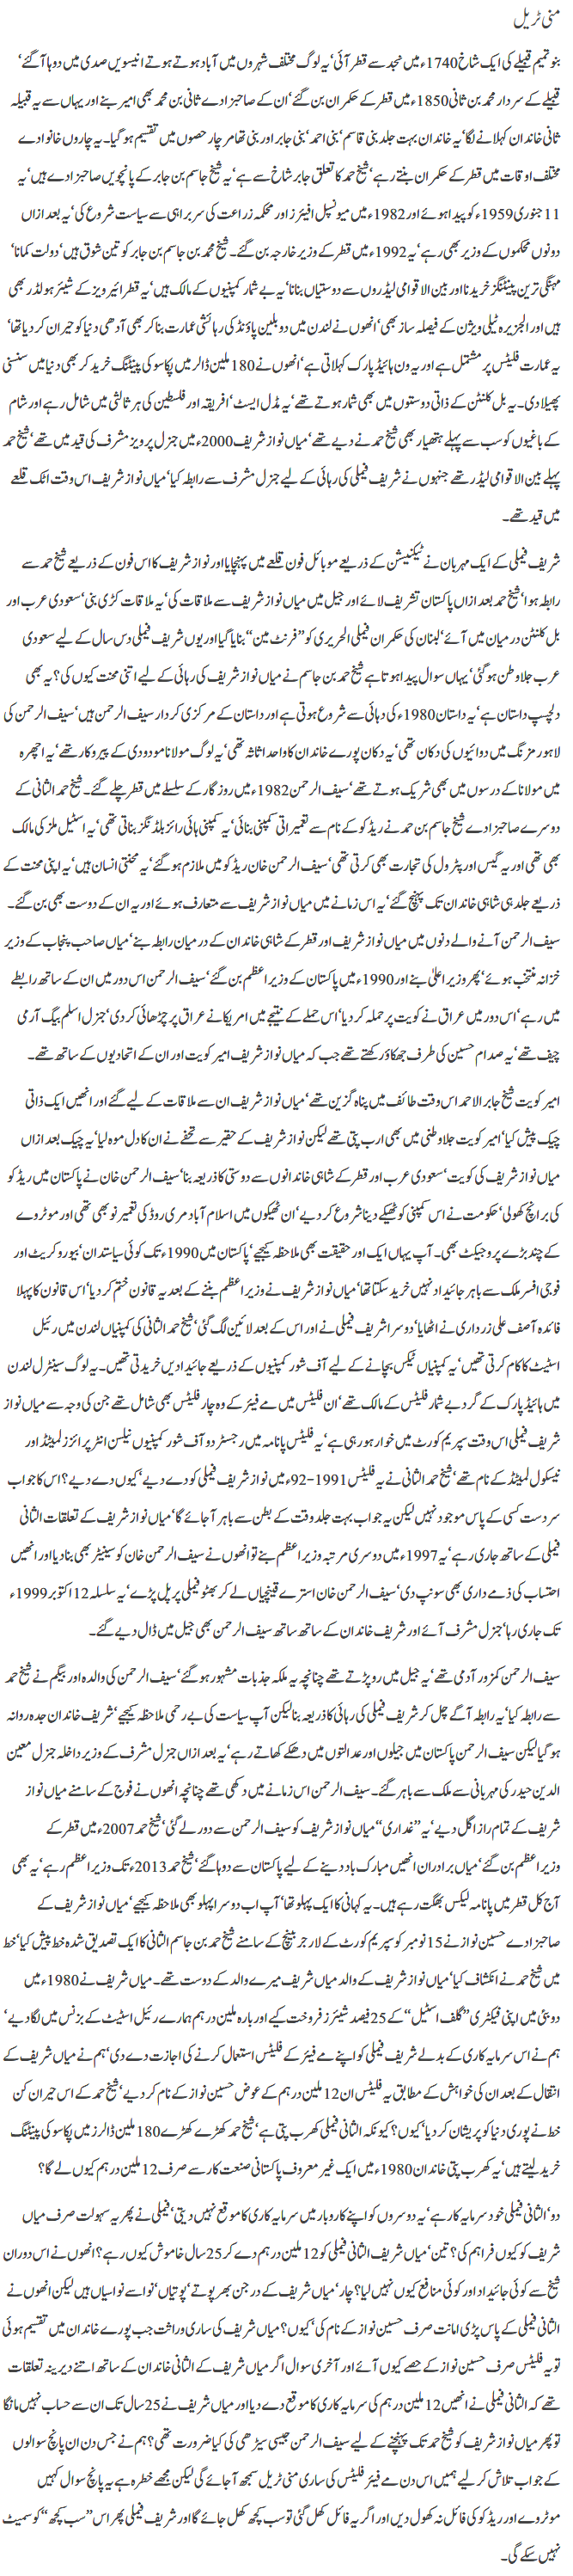 منی ٹریل
بنو تمیم قبیلے کی ایک شاخ 1740ء میں نجد سے قطر آئی‘ یہ لوگ مختلف شہروں میں آباد ہوتے ہوتے انیسویں صدی میں دوہا آ گئے‘
قبیلے کے سردار محمد بن ثانی 1850ء میں قطر کے حکمران بن گئے‘ ان کے صاحبزادے ثانی بن محمد بھی امیر بنے اور یہاں سے یہ قبیلہ
ثانی خاندان کہلانے لگا‘ یہ خاندان بہت جلد بنی قاسم‘ بنی احمد‘ بنی جابر اور بنی تھامر چار حصوں میں تقسیم ہو گیا۔ یہ چاروں خانوادے
مختلف اوقات میں قطر کے حکمران بنتے رہے‘ شیخ حمد کا تعلق جابر شاخ سے ہے‘ یہ شیخ جاسم بن جابر کے پانچویں صاحبزادے ہیں‘ یہ
11 جنوری 1959ء کو پیدا ہوئے اور 1982ء میں میونسپل افیئرز اور محکمہ زراعت کی سربراہی سے سیاست شروع کی‘ یہ بعد ازاں
دونوں محکموں کے وزیر بھی رہے‘ یہ 1992ء میں قطر کے وزیر خارجہ بن گئے۔ شیخ محمد بن جاسم بن جابر کو تین شوق ہیں‘ دولت کمانا‘
مہنگی ترین پینٹنگز خریدنا اور بین الاقوامی لیڈروں سے دوستیاں بنانا‘ یہ بے شمار کمپنیوں کے مالک ہیں‘ یہ قطر ائیرویز کے شیئر ہولڈر بھی
ہیں اور الجزیرہ ٹیلی ویژن کے فیصلہ ساز بھی‘ انھوں نے لندن میں دو بلین پاؤنڈ کی رہائشی عمارت بنا کر بھی آدھی دنیا کو حیران کر دیا تھا‘
یہ عمارت فلیٹس پر مشتمل ہے اور یہ ون ہائیڈ پارک کہلاتی ہے‘ انھوں نے 180 ملین ڈالر میں پکاسو کی پینٹنگ خرید کر بھی دنیا میں سنسنی
پھیلا دی۔ یہ بل کلنٹن کے ذاتی دوستوں میں بھی شمار ہوتے تھے‘ یہ مڈل ایسٹ‘ افریقہ اور فلسطین کی ہر ثالثی میں شامل رہے اور شام
کے باغیوں کو سب سے پہلے ہتھیار بھی شیخ حمد نے دیے تھے‘ میاں نواز شریف 2000ء میں جنرل پرویز مشرف کی قید میں تھے‘ شیخ حمد
پہلے بین الاقوامی لیڈر تھے جنہوں نے شریف فیملی کی رہائی کے لیے جنرل مشرف سے رابطہ کیا‘ میاں نواز شریف اس وقت اٹک قلعے
میں قید تھے۔
شریف فیملی کے ایک مہربان نے ٹیکنیشن کے ذریعے موبائل فون قلعے میں پہنچایا اور نواز شریف کا اس فون کے ذریعے شیخ حمد سے
رابطہ ہوا‘ شیخ حمد بعد ازاں پاکستان تشریف لائے اور جیل میں میاں نواز شریف سے ملاقات کی‘ یہ ملاقات کڑی بنی‘ سعودی عرب اور
بل کلنٹن درمیان میں آئے‘ لبنان کی حکمران فیملی الحریری کو ’’فرنٹ مین‘‘ بنایا گیا اور یوں شریف فیملی دس سال کے لیے سعودی
عرب جلا وطن ہو گئی‘ یہاں سوال پیدا ہوتا ہے شیخ حمد بن جاسم نے میاں نواز شریف کی رہائی کے لیے اتنی محنت کیوں کی؟ یہ بھی
دلچسپ داستان ہے‘ یہ داستان 1980ء کی دہائی سے شروع ہوتی ہے اور داستان کے مرکزی کردار سیف الرحمن ہیں‘ سیف الرحمن کی
لاہور مزنگ میں دوائیوں کی دکان تھی‘ یہ دکان پورے خاندان کا واحد اثاثہ تھی‘ یہ لوگ مولانا مودودی کے پیروکار تھے‘ یہ اچھرہ
میں مولانا کے درسوں میں بھی شریک ہوتے تھے‘ سیف الرحمن 1982ء میں روزگار کے سلسلے میں قطر چلے گئے۔ شیخ حمد الثانی کے
دوسرے صاحبزادے شیخ جاسم بن حمد نے ریڈکو کے نام سے تعمیراتی کمپنی بنائی‘ یہ کمپنی ہائی رائز بلڈنگز بناتی تھی‘ یہ اسٹیل ملز کی مالک
بھی تھی اور یہ گیس اور پٹرول کی تجارت بھی کرتی تھی‘ سیف الرحمن خان ریڈکو میں ملازم ہو گئے‘ یہ محنتی انسان ہیں‘ یہ اپنی محنت کے
ذریعے جلد ہی شاہی خاندان تک پہنچ گئے‘ یہ اس زمانے میں میاں نواز شریف سے متعارف ہوئے اور یہ ان کے دوست بھی بن گئے۔
سیف الرحمن آنے والے دنوں میں میاں نواز شریف اور قطر کے شاہی خاندان کے درمیان رابطہ بنے‘ میاں صاحب پنجاب کے وزیر
خزانہ منتخب ہوئے‘ پھر وزیراعلیٰ بنے اور 1990ء میں پاکستان کے وزیراعظم بن گئے‘ سیف الرحمن اس دور میں ان کے ساتھ رابطے
میں رہے‘ اس دور میں عراق نے کویت پر حملہ کر دیا‘ اس حملے کے نتیجے میں امریکا نے عراق پر چڑھائی کر دی‘ جنرل اسلم بیگ آرمی
چیف تھے‘ یہ صدام حسین کی طرف جھکاؤ رکھتے تھے جب کہ میاں نواز شریف امیر کویت اور ان کے اتحادیوں کے ساتھ تھے۔
امیر کویت شیخ جابر الاحمد اس وقت طائف میں پناہ گزین تھے‘ میاں نواز شریف ان سے ملاقات کے لیے گئے اور انھیں ایک ذاتی
چیک پیش کیا‘ امیر کویت جلا وطنی میں بھی ارب پتی تھے لیکن نواز شریف کے حقیر سے تحفے نے ان کا دل موہ لیا‘ یہ چیک بعد ازاں
میاں نواز شریف کی کویت‘ سعودی عرب اور قطر کے شاہی خاندانوں سے دوستی کا ذریعہ بنا‘ سیف الرحمن خان نے پاکستان میں ریڈکو
کی برانچ کھولی‘ حکومت نے اس کمپنی کو ٹھیکے دینا شروع کر دیے‘ ان ٹھیکوں میں اسلام آباد مری روڈ کی تعمیر نو بھی تھی اور موٹروے
کے چند بڑے پروجیکٹ بھی۔ آپ یہاں ایک اور حقیقت بھی ملاحظہ کیجیے‘ پاکستان میں 1990ء تک کوئی سیاستدان‘ بیوروکریٹ اور
فوجی افسر ملک سے باہر جائیداد نہیں خرید سکتا تھا‘ میاں نواز شریف نے وزیراعظم بننے کے بعد یہ قانون ختم کر دیا‘ اس قانون کا پہلا
فائدہ آصف علی زرداری نے اٹھایا‘ دوسرا شریف فیملی نے اور اس کے بعد لائین لگ گئی‘ شیخ حمد الثانی کی کمپنیاں لندن میں رئیل
اسٹیٹ کا کام کرتی تھیں‘ یہ کمپنیاں ٹیکس بچانے کے لیے آف شور کمپنیوں کے ذریعے جائیدادیں خریدتی تھیں۔ یہ لوگ سینٹرل لندن
میں ہائیڈ پارک کے گرد بے شمار فلیٹس کے مالک تھے‘ ان فلیٹس میں مے فیئر کے وہ چار فلیٹس بھی شامل تھے جن کی وجہ سے میاں نواز
شریف فیملی اس وقت سپریم کورٹ میں خوار ہو رہی ہے‘ یہ فلیٹس پانامہ میں رجسٹر دو آف شور کمپنیوں نیلسن انٹرپرائزز لمیٹڈ اور
نیسکول لمیٹڈ کے نام تھے‘ شیخ حمد الثانی نے یہ فلیٹس 1991-92ء میں نواز شریف فیملی کو دے دیے‘ کیوں دے دیے؟ اس کا جواب
سردست کسی کے پاس موجود نہیں لیکن یہ جواب بہت جلد وقت کے بطن سے باہر آ جائے گا‘ میاں نواز شریف کے تعلقات الثانی
فیملی کے ساتھ جاری رہے‘ یہ 1997ء میں دوسری مرتبہ وزیراعظم بنے تو انھوں نے سیف الرحمن خان کو سینیٹر بھی بنا دیا اور انھیں
احتساب کی ذمے داری بھی سونپ دی‘ سیف الرحمن خان استرے قینچیاں لے کر بھٹو فیملی پر پل پڑے‘ یہ سلسلہ 12 اکتوبر 1999ء
تک جاری رہا‘ جنرل مشرف آئے اور شریف خاندان کے ساتھ ساتھ سیف الرحمن بھی جیل میں ڈال دیے گئے۔
سیف الرحمن کمزور آدمی تھے‘ یہ جیل میں رو پڑتے تھے چنانچہ یہ ملکہ جذبات مشہور ہو گئے‘ سیف الرحمن کی والدہ اور بیگم نے شیخ حمد
سے رابطہ کیا‘ یہ رابطہ آگے چل کر شریف فیملی کی رہائی کا ذریعہ بنا لیکن آپ سیاست کی بے رحمی ملاحظہ کیجیے‘ شریف خاندان جدہ روانہ
ہو گیا لیکن سیف الرحمن پاکستان میں جیلوں اور عدالتوں میں دھکے کھاتے رہے‘ یہ بعد ازاں جنرل مشرف کے وزیر داخلہ جنرل معین
الدین حیدر کی مہربانی سے ملک سے باہر گئے۔ سیف الرحمن اس زمانے میں دکھی تھے چنانچہ انھوں نے فوج کے سامنے میاں نواز
شریف کے تمام راز اگل دیے‘ یہ ’’غداری‘‘ میاں نواز شریف کو سیف الرحمن سے دور لے گئی‘ شیخ حمد 2007ء میں قطر کے
وزیراعظم بن گئے‘ میاں برادران انھیں مبارک باد دینے کے لیے پاکستان سے دوہا گئے‘ شیخ حمد 2013ء تک وزیراعظم رہے‘ یہ بھی
آج کل قطر میں پانامہ لیکس بھگت رہے ہیں۔ یہ کہانی کا ایک پہلو تھا‘ آپ اب دوسرا پہلو بھی ملاحظہ کیجیے‘ میاں نواز شریف کے
صاحبزادے حسین نواز نے 15 نومبر کو سپریم کورٹ کے لارجر بینچ کے سامنے شیخ حمد بن جاسم الثانی کا ایک تصدیق شدہ خط پیش کیا‘ خط
میں شیخ حمد نے انکشاف کیا‘ میاں نواز شریف کے والد میاں شریف میرے والد کے دوست تھے۔ میاں شریف نے 1980ء میں
دوبئی میں اپنی فیکٹری ’’گلف اسٹیل‘‘ کے 25 فیصد شیئرز فروخت کیے اور بارہ ملین درہم ہمارے رئیل اسٹیٹ کے بزنس میں لگا دیے‘
ہم نے اس سرمایہ کاری کے بدلے شریف فیملی کو اپنے مے فیئر کے فلیٹس استعمال کرنے کی اجازت دے دی‘ ہم نے میاں شریف کے
انتقال کے بعد ان کی خواہش کے مطابق یہ فلیٹس ان 12 ملین درہم کے عوض حسین نواز کے نام کر دیے‘ شیخ حمد کے اس حیران کن
خط نے پوری دنیا کو پریشان کر دیا‘ کیوں؟ کیونکہ الثانی فیملی کھرب پتی ہے‘ شیخ حمد کھڑے کھڑے 180 ملین ڈالرز میں پکاسو کی پینٹنگ
خرید لیتے ہیں‘ یہ کھرب پتی خاندان 1980ء میں ایک غیر معروف پاکستانی صنعت کار سے صرف 12 ملین درہم کیوں لے گا؟
دو‘ الثانی فیملی خود سرمایہ کار ہے‘ یہ دوسروں کو اپنے کاروبار میں سرمایہ کاری کا موقع نہیں دیتی‘ فیملی نے پھر یہ سہولت صرف میاں
شریف کو کیوں فراہم کی؟ تین‘ میاں شریف الثانی فیملی کو 12 ملین درہم دے کر 25 سال خاموش کیوں رہے؟ انھوں نے اس دوران
شیخ سے کوئی جائیداد اور کوئی منافع کیوں نہیں لیا؟ چار‘ میاں شریف کے درجن بھر پوتے‘ پوتیاں‘ نواسے نواسیاں ہیں لیکن انھوں نے
الثانی فیملی کے پاس پڑی امانت صرف حسین نواز کے نام کی‘ کیوں؟ میاں شریف کی ساری وراثت جب پورے خاندان میں تقسیم ہوئی
تو یہ فلیٹس صرف حسین نواز کے حصے کیوں آئے اور آخری سوال اگر میاں شریف کے الثانی خاندان کے ساتھ اتنے دیرینہ تعلقات
تھے کہ الثانی فیملی نے انھیں 12 ملین درہم کی سرمایہ کاری کا موقع دے دیا اور میاں شریف نے 25 سال تک ان سے حساب نہیں مانگا
تو پھر میاں نواز شریف کو شیخ حمد تک پہنچنے کے لیے سیف الرحمن جیسی سیڑھی کی کیا ضرورت تھی؟ ہم نے جس دن ان پانچ سوالوں
کے جواب تلاش کر لیے ہمیں اس دن مے فیئر فلیٹس کی ساری منی ٹریل سمجھ آ جائے گی لیکن مجھے خطرہ ہے یہ پانچ سوال کہیں
موٹروے اور ریڈکو کی فائل نہ کھول دیں اور اگر یہ فائل کھل گئی تو سب کچھ کھل جائے گا اور شریف فیملی پھر اس ’’سب کچھ‘‘ کو سمیٹ
نہیں سکے گی۔